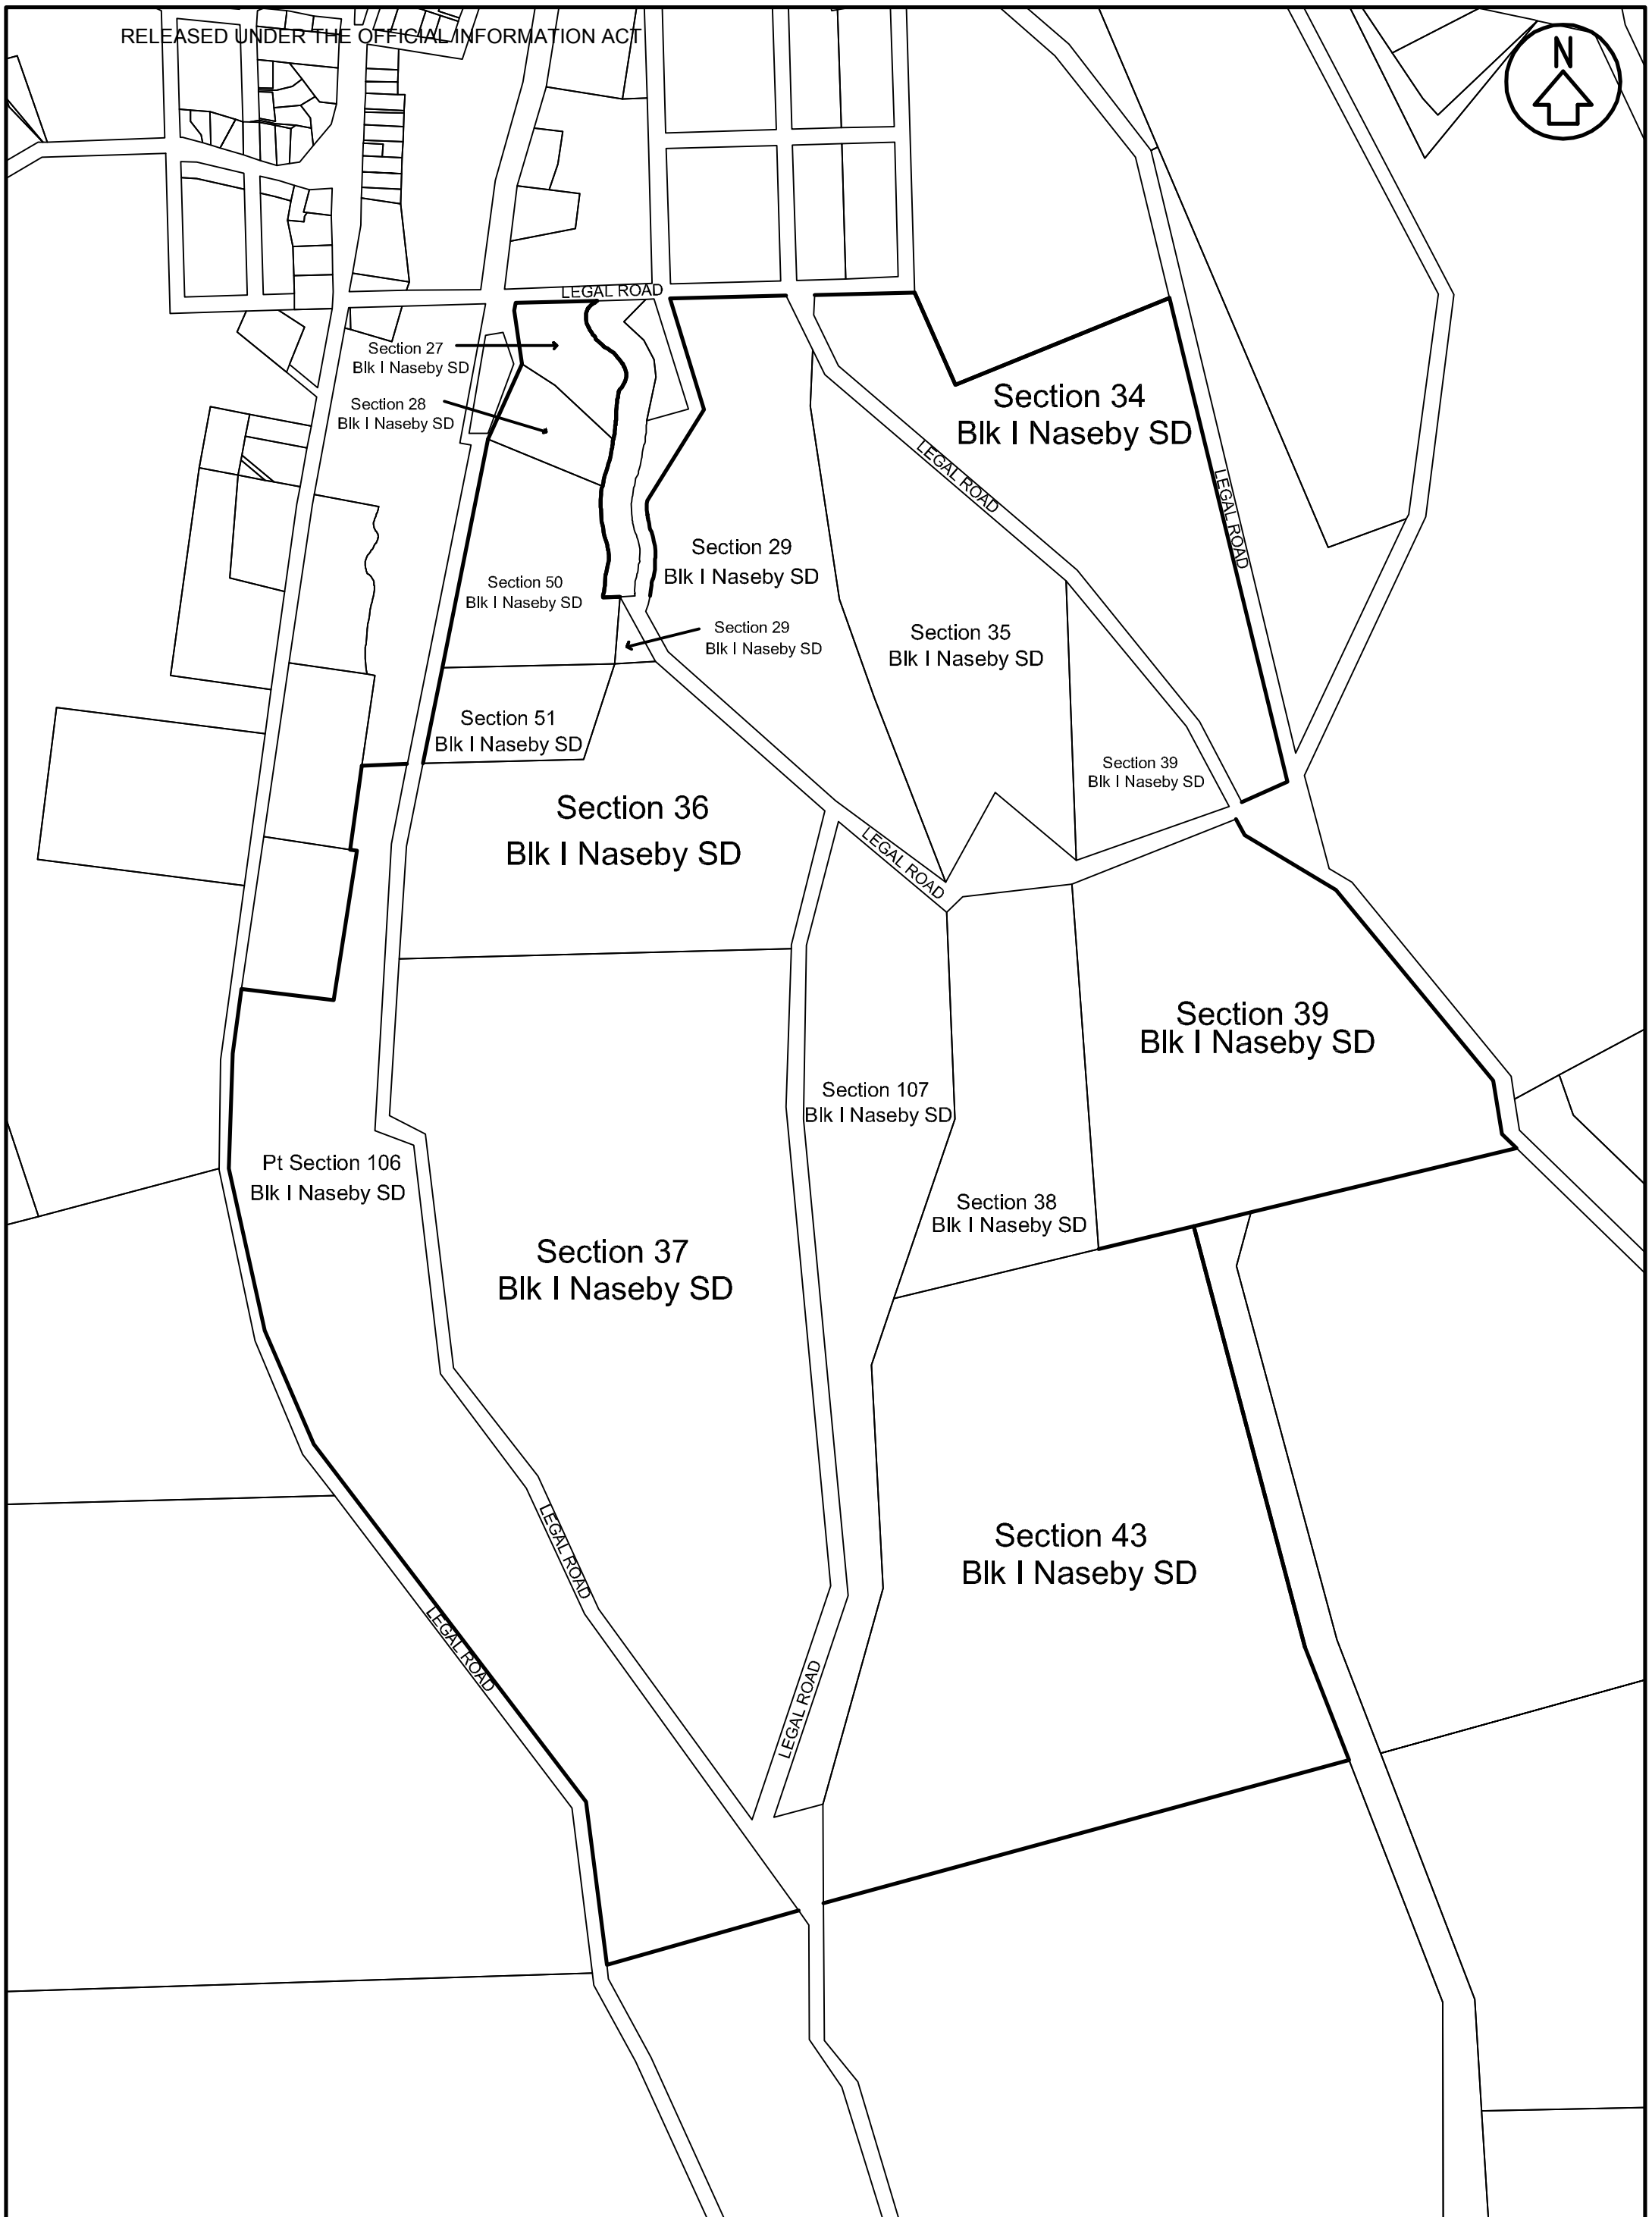 RELEASED UNDER THE OFFICIAL INFORMATION ACT
N
LEGAL ROAD
Section 27
Blk I Naseby SD
Section 28
Blk I Naseby SD
Section 34
Blk I Naseby SD
LEGAL ROAD
LEGAL ROAD
Section 29
Blk I Naseby SD
Section 50
Blk I Naseby SD
Section 29
Blk I Naseby SD
Section 35
Blk I Naseby SD
Section 51
Blk I Naseby SD
Section 39
Blk I Naseby SD
Section 36
Blk I Naseby SD
LEGAL ROAD
Section 39
Blk I Naseby SD
Section 107
Blk I Naseby SD
Pt Section 106
Blk I Naseby SD
Section 38
Blk I Naseby SD
Section 37
Blk I Naseby SD
LEGAL ROAD
Section 43
Blk I Naseby SD
LEGAL ROAD
LEGAL ROAD